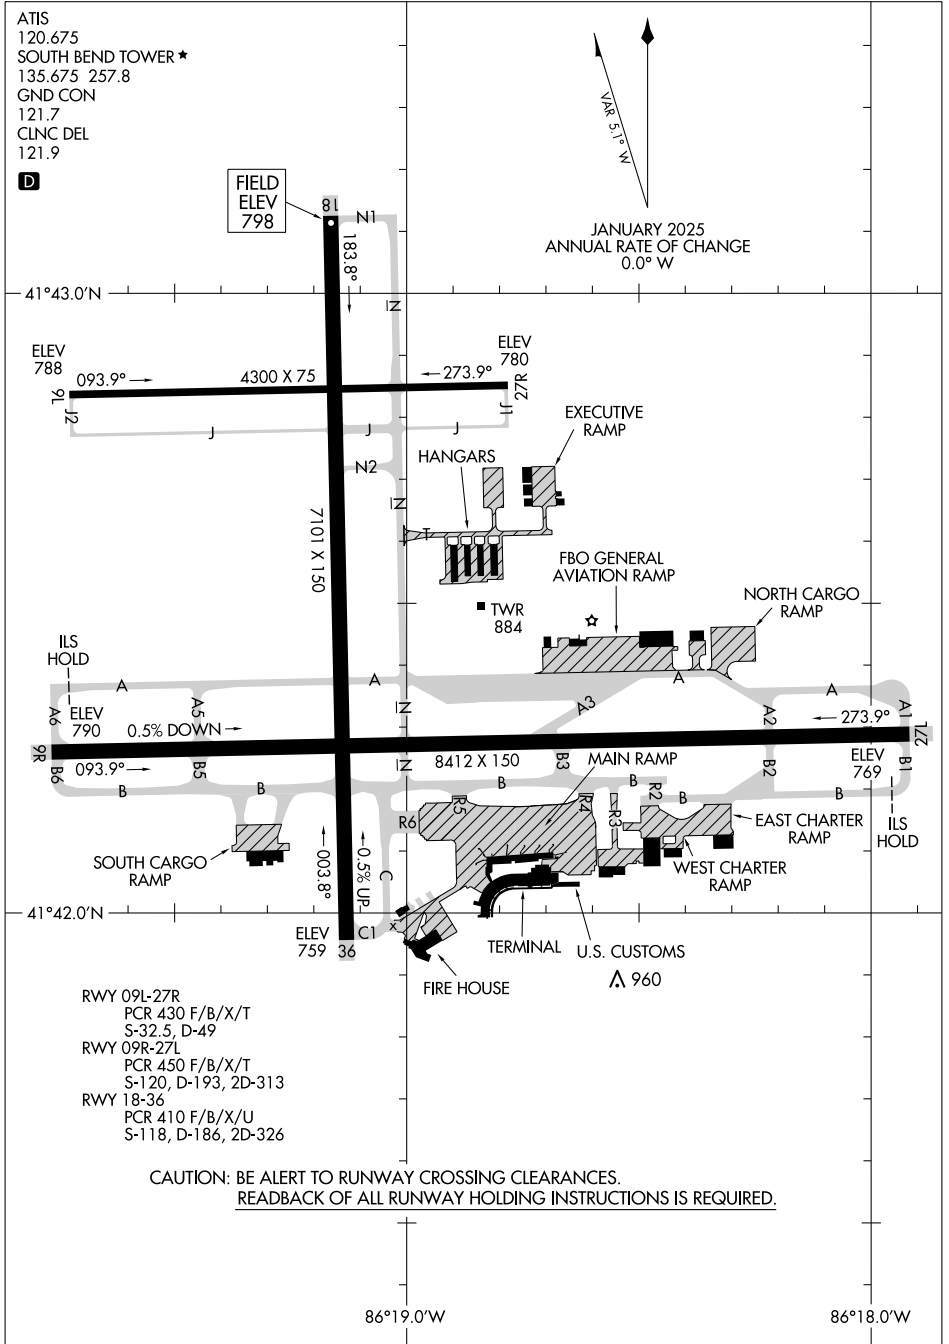 ATIS
120.675
SOUTH BEND TOWER ★
135.675 257.8
GND CON
121.7
CLNC DEL
121.9
D
VAR 5.1° W
JANUARY 2025
ANNUAL RATE OF CHANGE
0.0° W
FIELD
ELEV
798
18
N1
183.8°
41°43.0'N
N
ELEV
788
093.9°
4300 X 75
273.9°
ELEV
780
9L
27R
J2
J
J
J
J1
N2
EXECUTIVE
RAMP
HANGARS
N
T
7101 X 150
FBO GENERAL
AVIATION RAMP
TWR
884
NORTH CARGO
RAMP
ILS
HOLD
A
A
A
A
A6
ELEV
790
0.5% DOWN
A5
N
A3
A2
273.9°
A1
9R
27L
B6
093.9°
B5
N
8412 X 150
B3
MAIN RAMP
B2
ELEV
769
B1
B
B
B
B
B
B
R5
R4
R3
R2
R6
ILS
HOLD
SOUTH CARGO
RAMP
EAST CHARTER
RAMP
WEST CHARTER
RAMP
003.8°
0.5% UP
C
41°42.0'N
ELEV
759
36
C1
X
TERMINAL
U.S. CUSTOMS
FIRE HOUSE
960
RWY 09L-27R
PCR 430 F/B/X/T
S-32.5, D-49
RWY 09R-27L
PCR 450 F/B/X/T
S-120, D-193, 2D-313
RWY 18-36
PCR 410 F/B/X/U
S-118, D-186, 2D-326
CAUTION: BE ALERT TO RUNWAY CROSSING CLEARANCES.
READBACK OF ALL RUNWAY HOLDING INSTRUCTIONS IS REQUIRED.
86°19.0'W
86°18.0'W